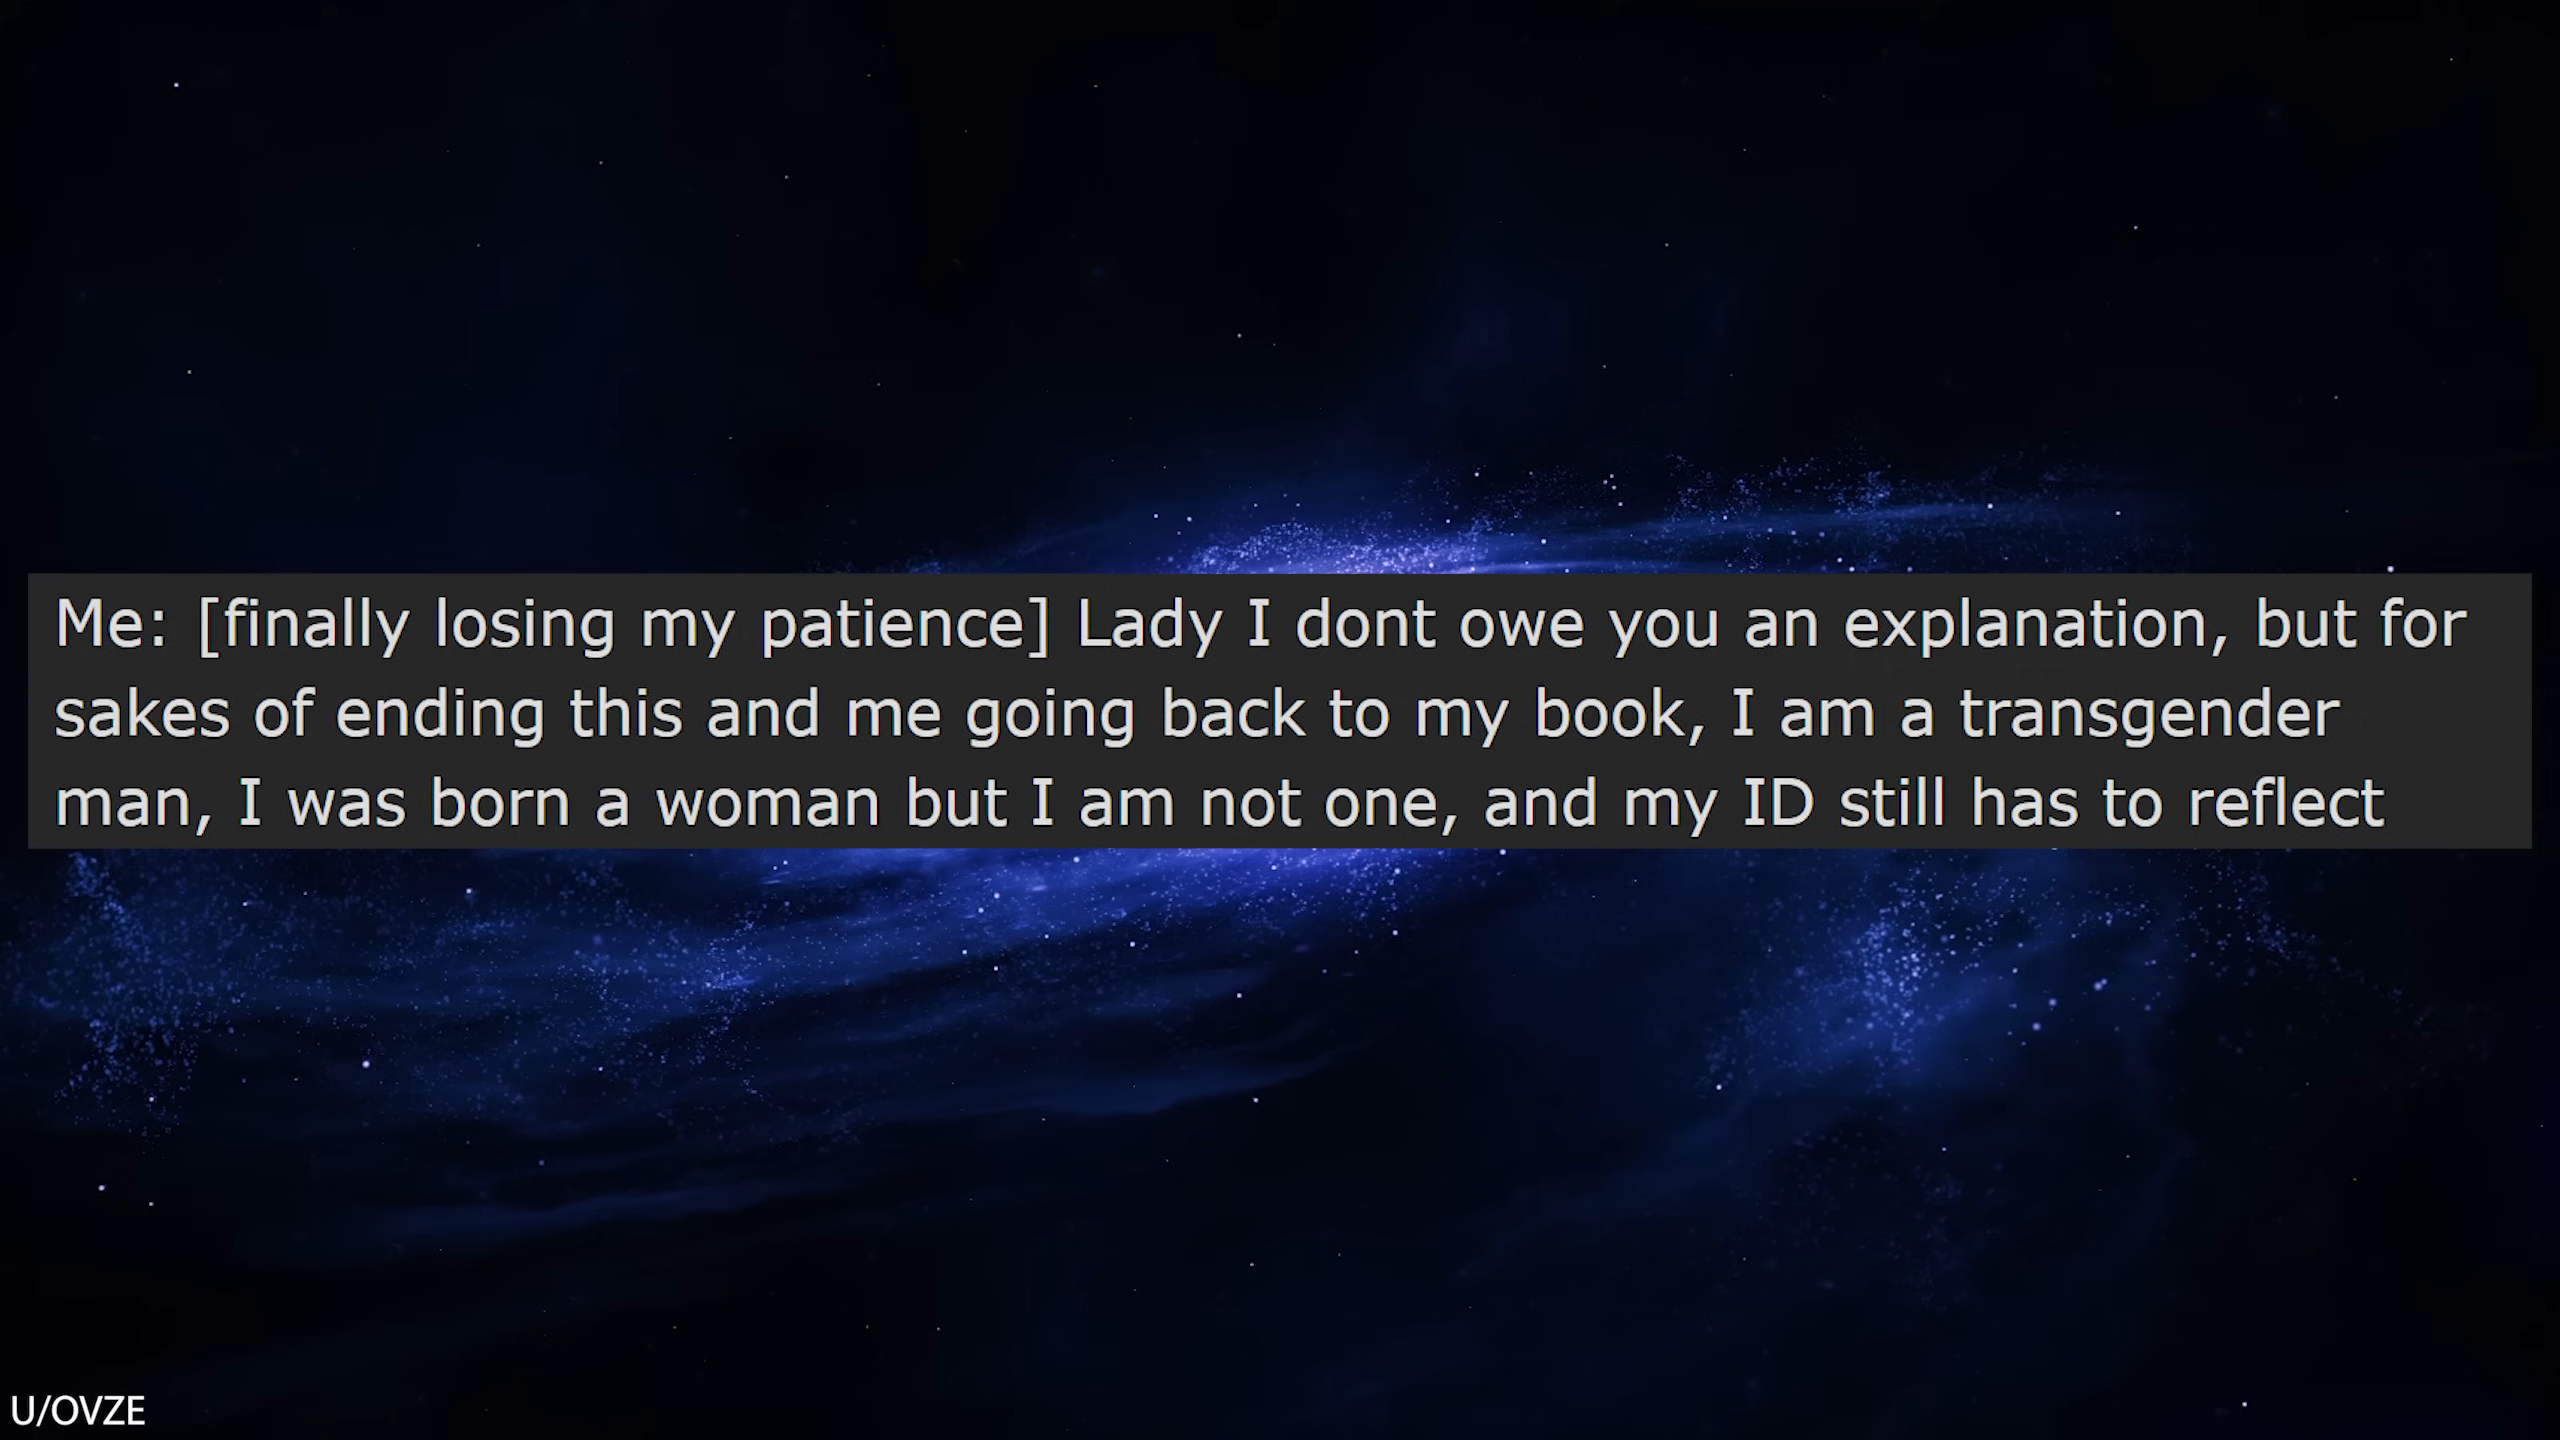 Me: [finally losing my patience] Lady I dont owe you an explanation, but for
sakes of ending this and me going back to my book, I am a transgender
man, I was born a woman but I am not one, and my ID still has to reflect
U/OVZE